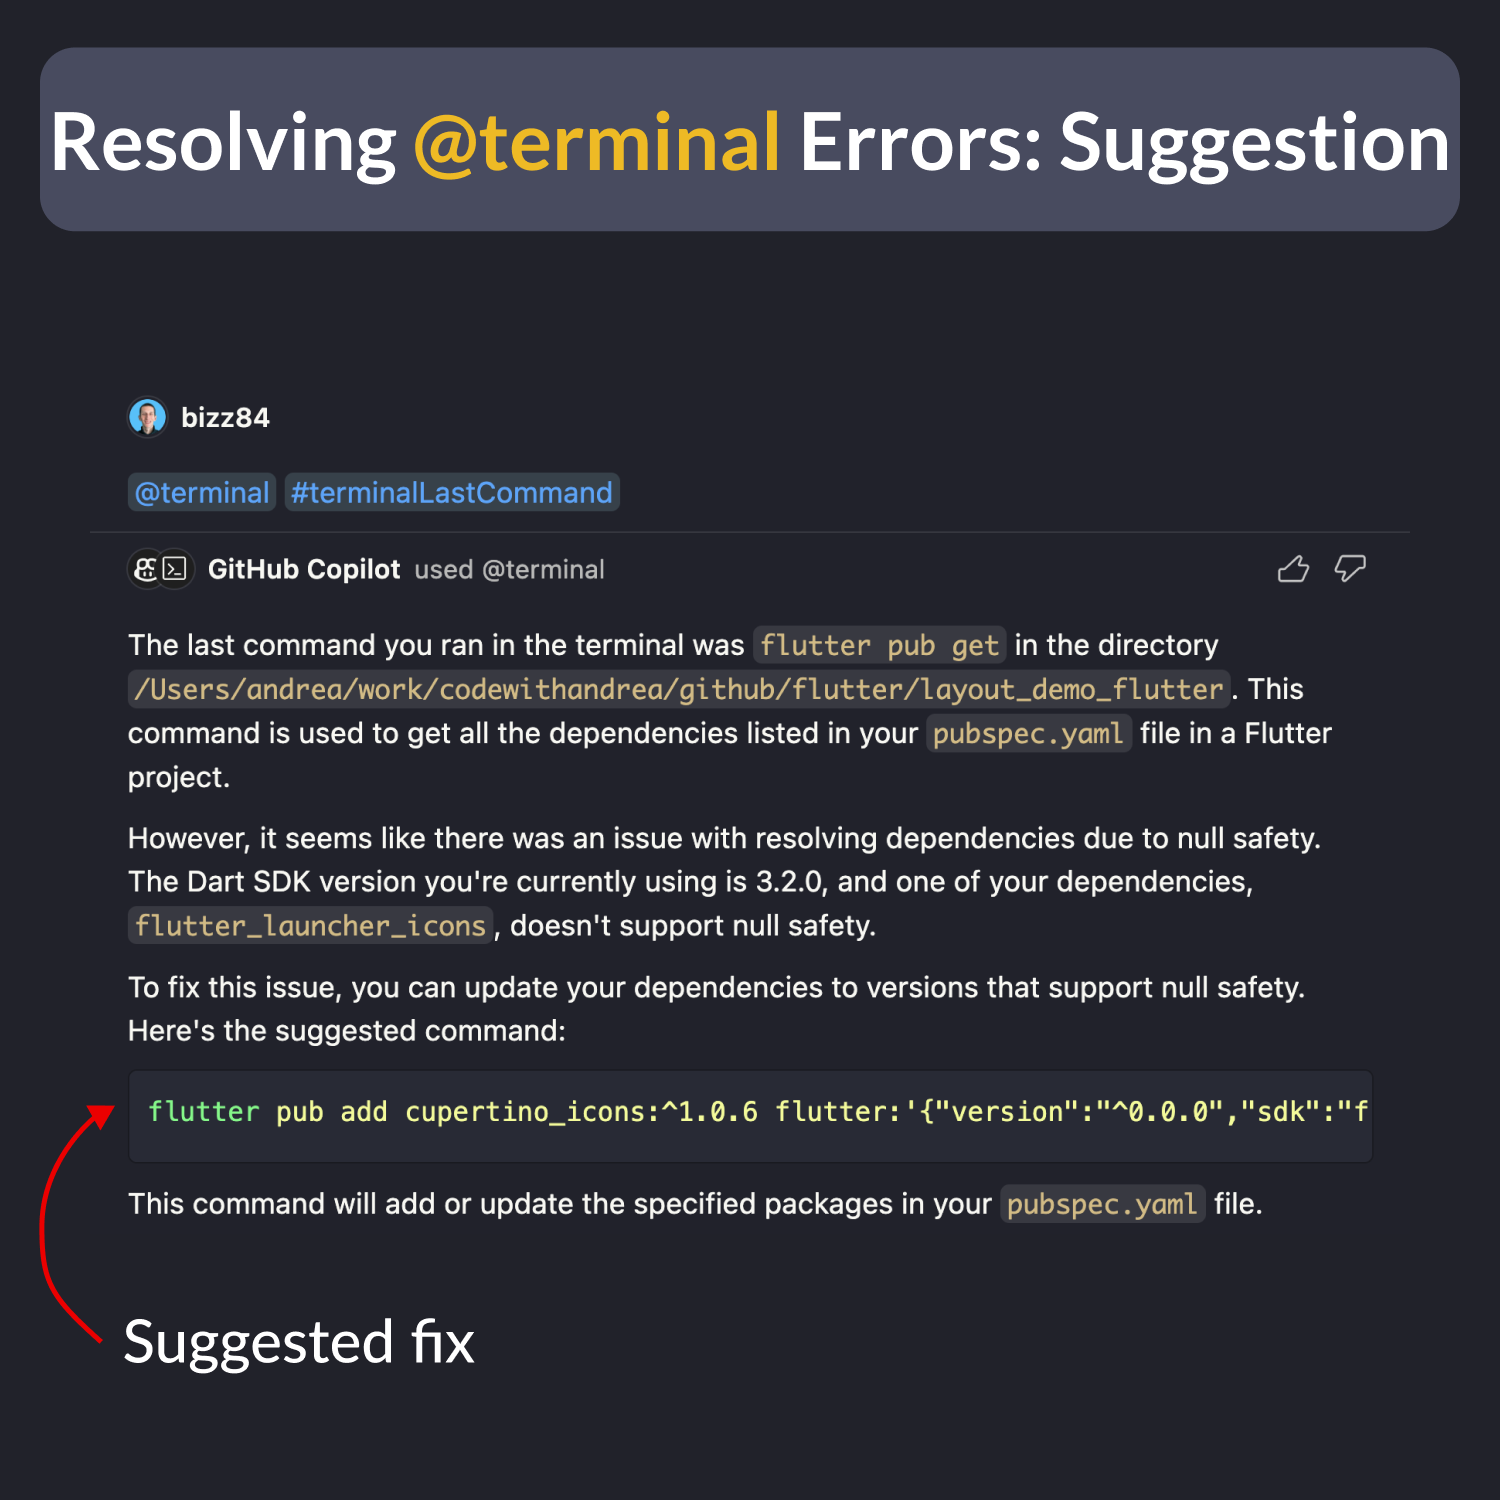 Resolving @terminal Errors: Suggestion
bizz84
@terminal #terminalLastCommand
GitHub Copilot used @terminal
The last command you ran in the terminal was flutter pub get in the directory
/Users/andrea/work/codewithandrea/github/flutter/layout_demo_flutter. This
command is used to get all the dependencies listed in your pubspec.yaml file in a Flutter
project.
However, it seems like there was an issue with resolving dependencies due to null safety.
The Dart SDK version you're currently using is 3.2.0, and one of your dependencies,
flutter_launcher_icons, doesn't support null safety.
To fix this issue, you can update your dependencies to versions that support null safety.
Here's the suggested command:
flutter pub add cupertino_icons:^1.0.6 flutter:'{"version":"^0.0.0","sdk":"f
This command will add or update the specified packages in your pubspec.yaml file.
Suggested fix